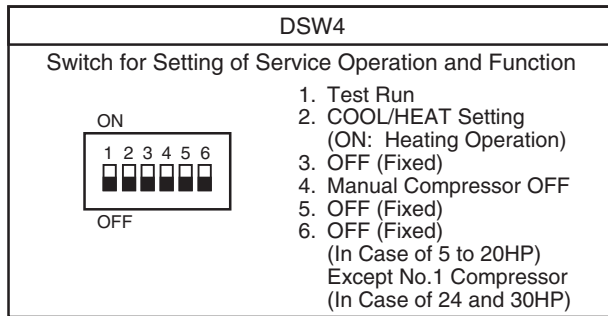 DSW4
Switch for Setting of Service Operation and Function
ON
1 2 3 4 5 6
OFF
1. Test Run
2. COOL/HEAT Setting
(ON: Heating Operation)
3. OFF (Fixed)
4. Manual Compressor OFF
5. OFF (Fixed)
6. OFF (Fixed)
(In Case of 5 to 20HP)
Except No.1 Compressor
(In Case of 24 and 30HP)